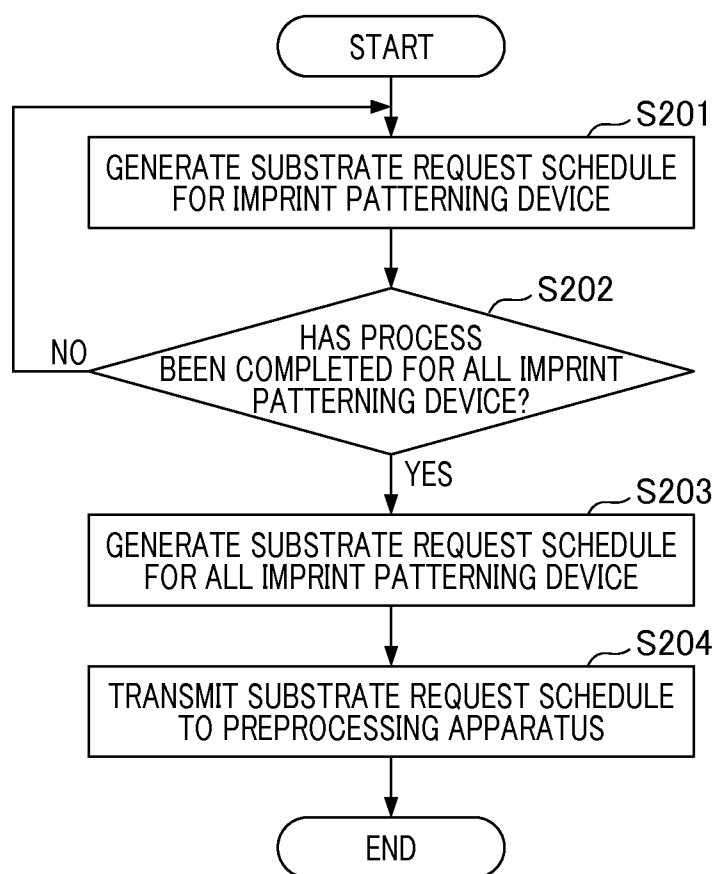 START
S201
GENERATE SUBSTRATE REQUEST SCHEDULE
FOR IMPRINT PATTERNING DEVICE
S202
HAS PROCESS
BEEN COMPLETED FOR ALL IMPRINT
PATTERNING DEVICE?
NO
YES
S203
GENERATE SUBSTRATE REQUEST SCHEDULE
FOR ALL IMPRINT PATTERNING DEVICE
S204
TRANSMIT SUBSTRATE REQUEST SCHEDULE
TO PREPROCESSING APPARATUS
END